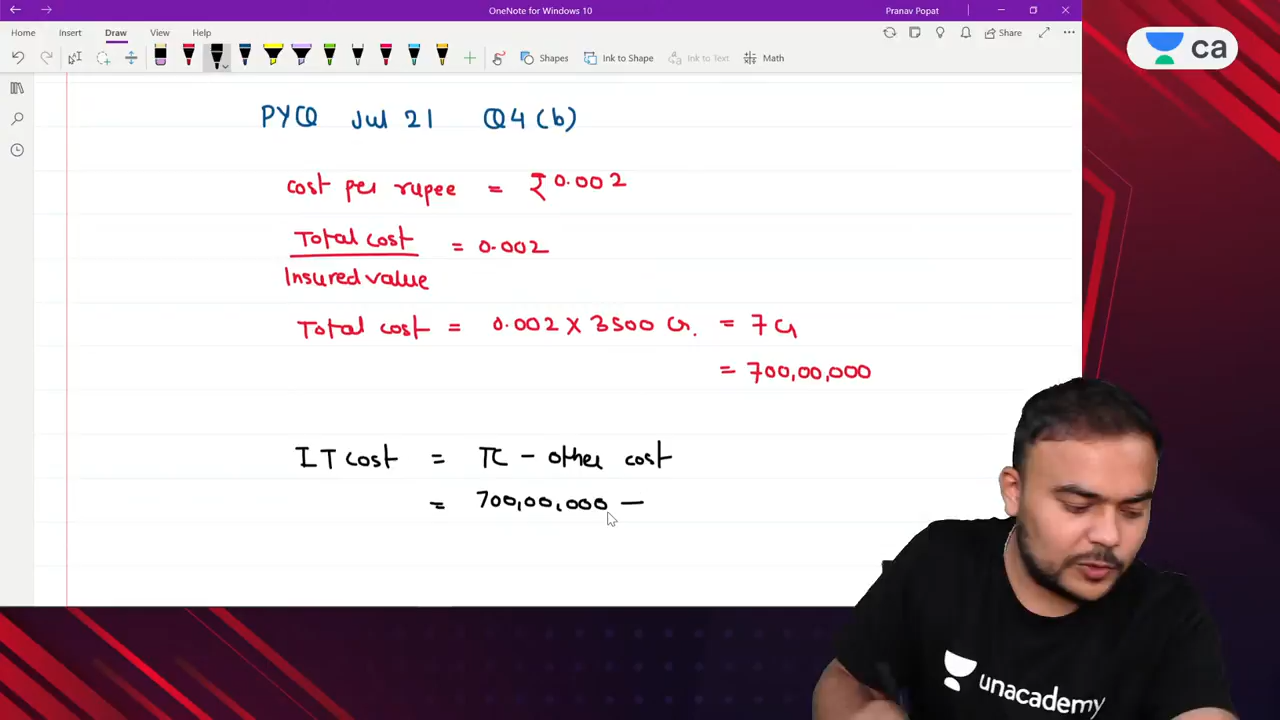 OneNote for Windows 10
Pranav Popat
Home Insert Draw View Help
Share
Shapes Ink to Shape Ink to Text Math
ca
PYCQ Jul 21 Q4 (b)
cost per rupee = ₹ 0.002
Total cost
Insured value
= 0.002
Total cost = 0.002 X 3500 Cr. = 7 Cr
= 700,00,000
IT cost = TC - other cost
= 700,00,000 —
unacademy